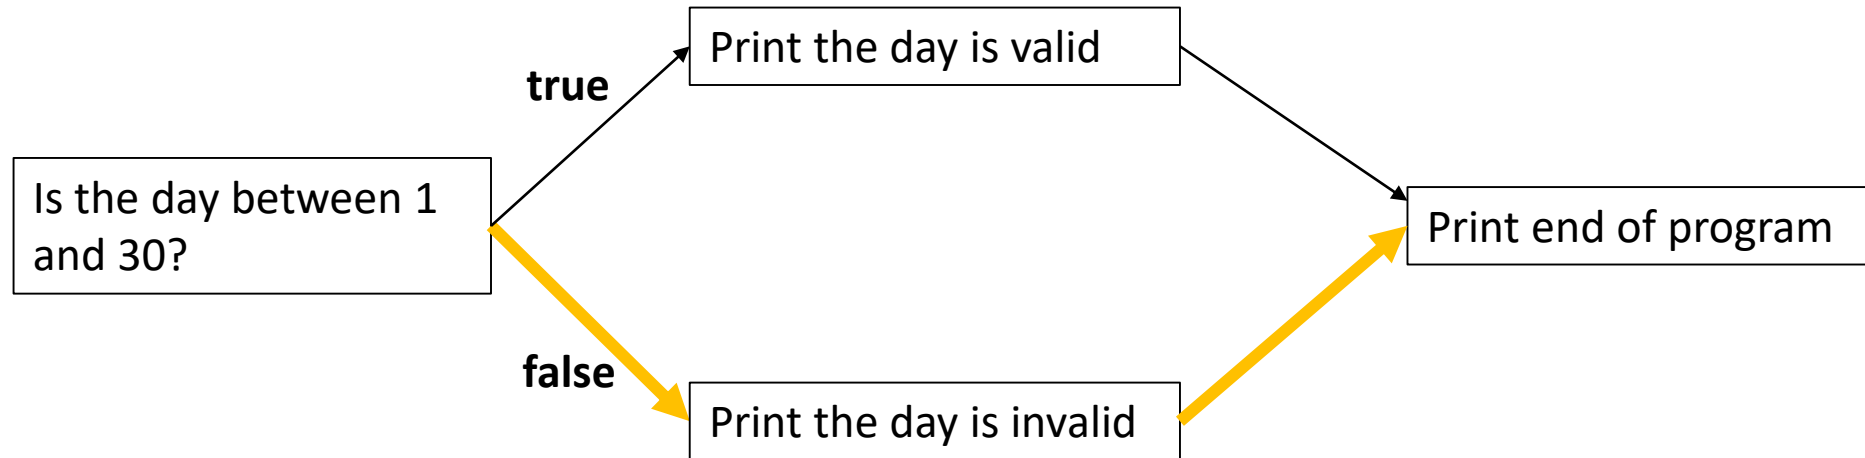 Print the day is valid
true
Is the day between 1
and 30?
Print end of program
false
Print the day is invalid